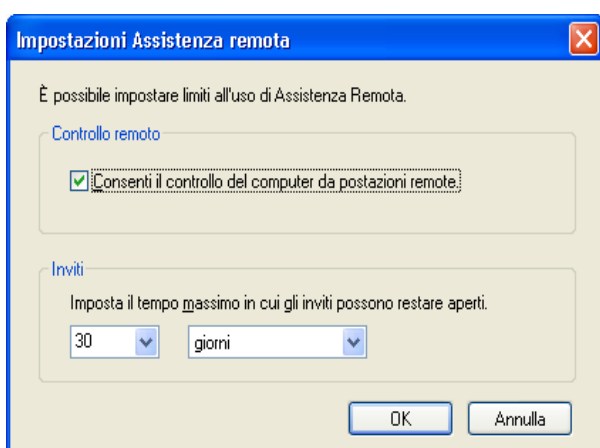 Impostazioni Assistenza remota
È possibile impostare limiti all'uso di Assistenza Remota.
Controllo remoto
Consenti il controllo del computer da postazioni remote.
Inviti
Imposta il tempo massimo in cui gli inviti possono restare aperti.
30 giorni
OK Annulla